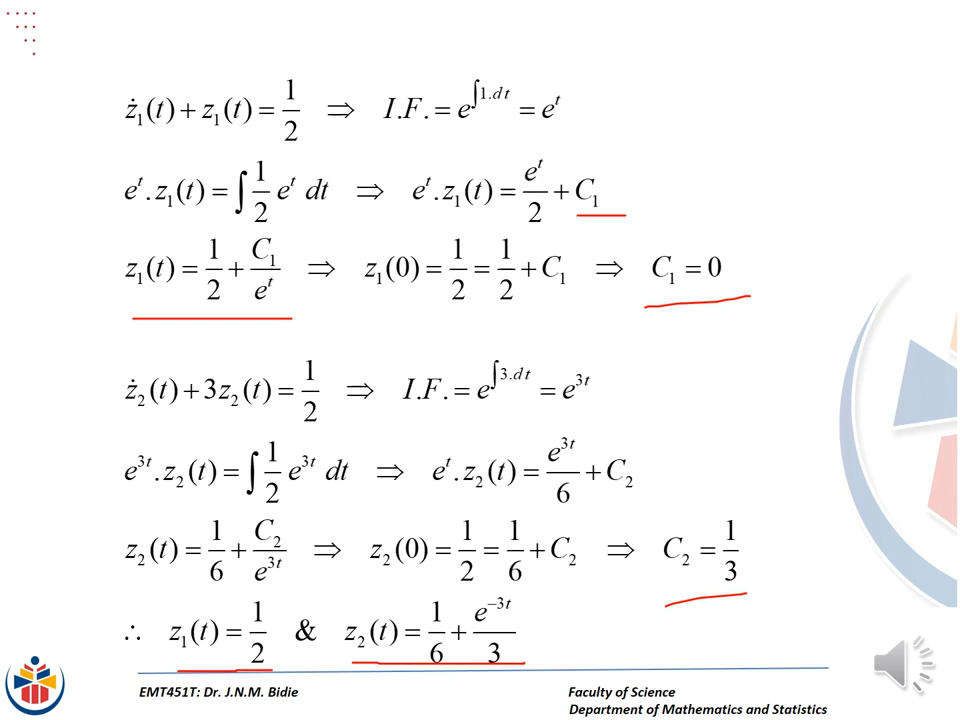 ż₁(t) + z₁(t) = 1/2 ⇒ I.F. = e^{∫1.dt} = e^t
e^t.z₁(t) = ∫ 1/2 e^t dt ⇒ e^t.z₁(t) = e^t/2 + C₁
z₁(t) = 1/2 + C₁/e^t ⇒ z₁(0) = 1/2 = 1/2 + C₁ ⇒ C₁ = 0
ż₂(t) + 3z₂(t) = 1/2 ⇒ I.F. = e^{∫3.dt} = e^{3t}
e^{3t}.z₂(t) = ∫ 1/2 e^{3t} dt ⇒ e^t.z₂(t) = e^{3t}/6 + C₂
z₂(t) = 1/6 + C₂/e^{3t} ⇒ z₂(0) = 1/2 = 1/6 + C₂ ⇒ C₂ = 1/3
∴ z₁(t) = 1/2 & z₂(t) = 1/6 + e^{-3t}/3
EMT451T: Dr. J.N.M. Bidie
Faculty of Science
Department of Mathematics and Statistics